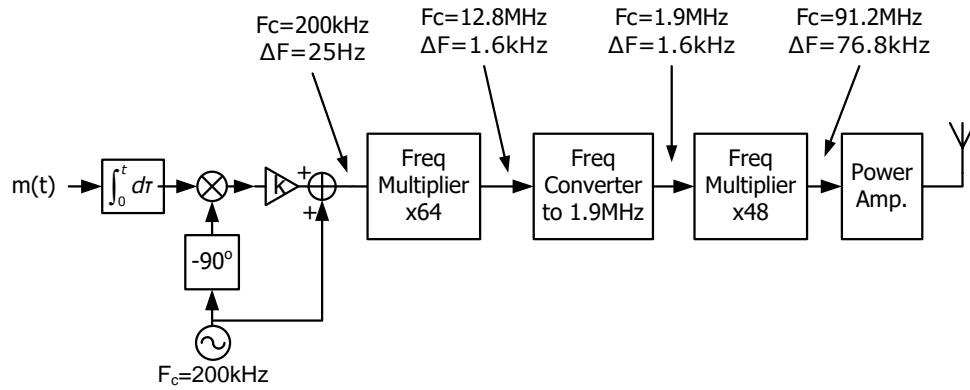 Fc=200kHz
ΔF=25Hz
Fc=12.8MHz
ΔF=1.6kHz
Fc=1.9MHz
ΔF=1.6kHz
Fc=91.2MHz
ΔF=76.8kHz
m(t)
∫₀ᵗ dτ
k
+
+
Freq
Multiplier
x64
Freq
Converter
to 1.9MHz
Freq
Multiplier
x48
Power
Amp.
-90°
F꜀=200kHz